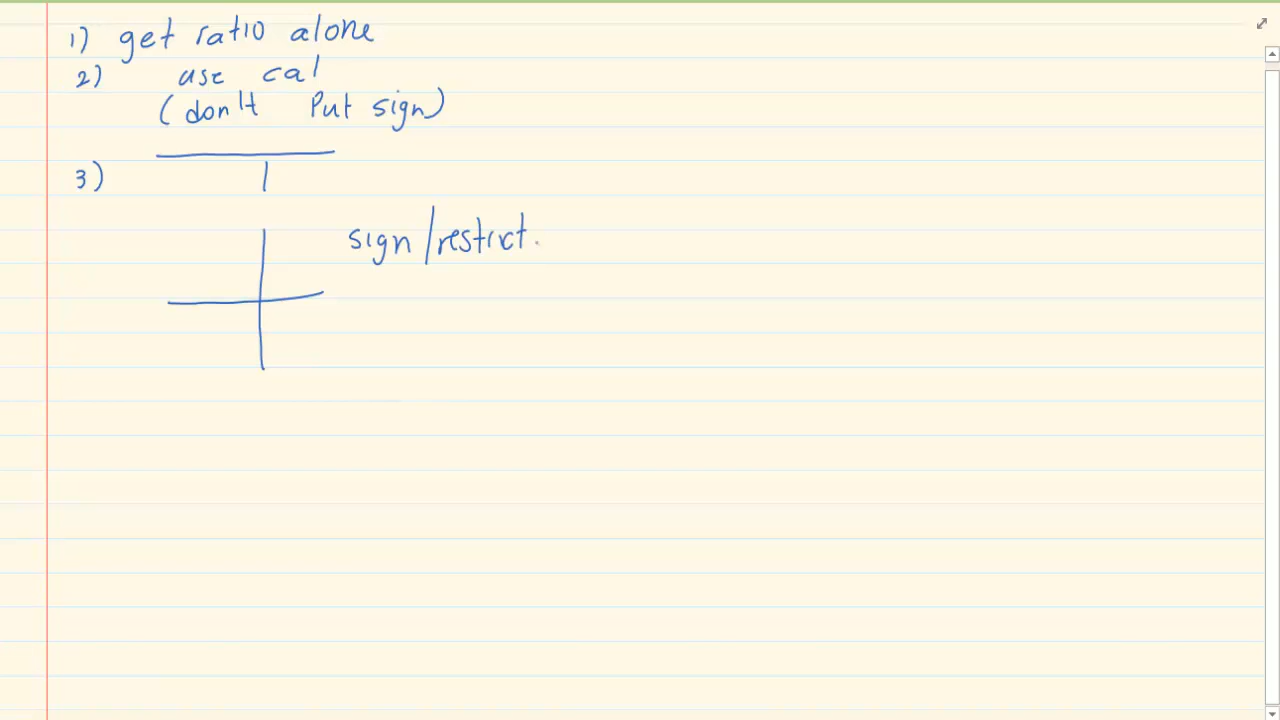 1) get ratio alone
2) use cal
(don't Put sign)
3)
sign/restrict.